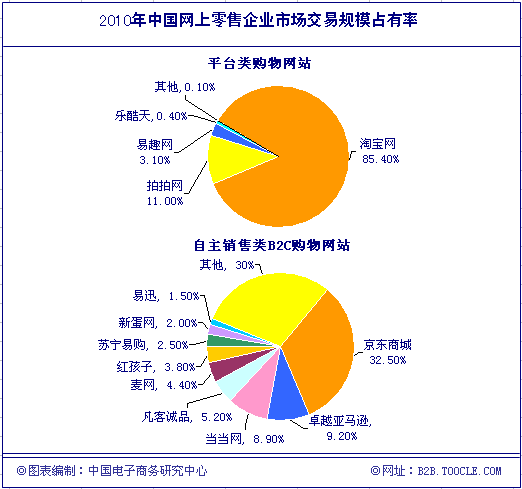 2010年中国网上零售企业市场交易规模占有率
平台类购物网站
其他,0.10%
乐酷天,0.40%
易趣网
3.10%
拍拍网
11.00%
淘宝网
85.40%
自主销售类B2C购物网站
其他, 30%
易迅, 1.50%
新蛋网, 2.00%
苏宁易购, 2.50%
红孩子, 3.80%
麦网, 4.40%
凡客诚品, 5.20%
当当网, 8.90%
卓越亚马逊,
9.20%
京东商城
32.50%
◎图表编制：中国电子商务研究中心
◎网址：B2B.TOOCLE.COM